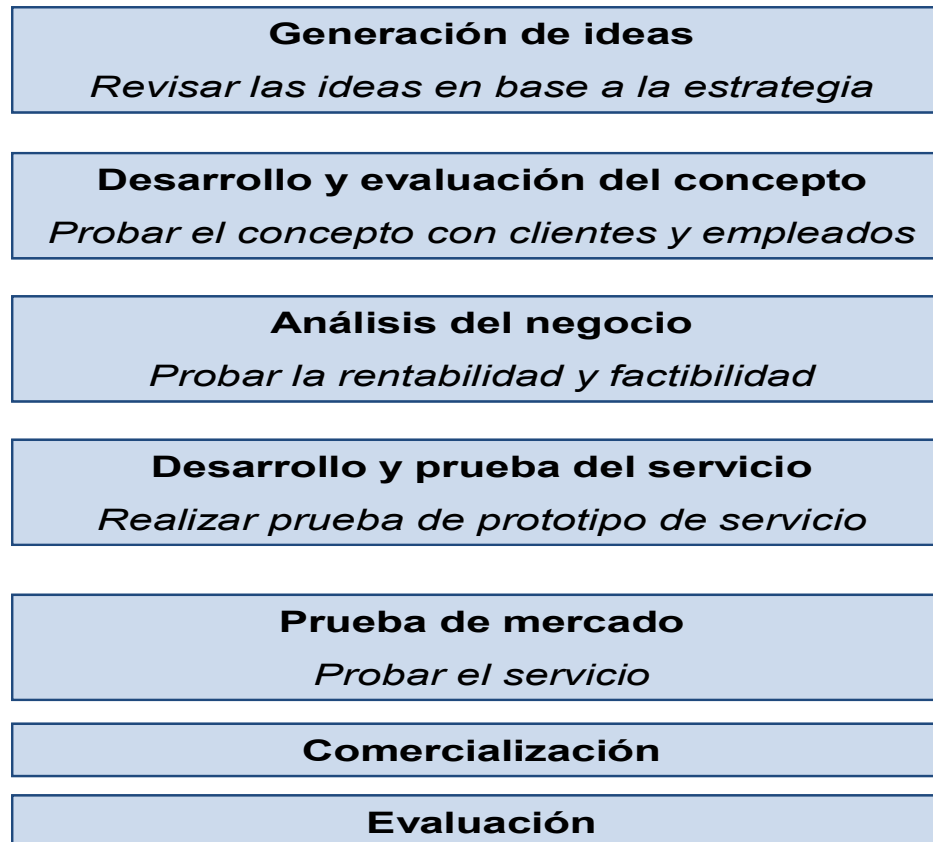 Generación de ideas
Revisar las ideas en base a la estrategia
Desarrollo y evaluación del concepto
Probar el concepto con clientes y empleados
Análisis del negocio
Probar la rentabilidad y factibilidad
Desarrollo y prueba del servicio
Realizar prueba de prototipo de servicio
Prueba de mercado
Probar el servicio
Comercialización
Evaluación